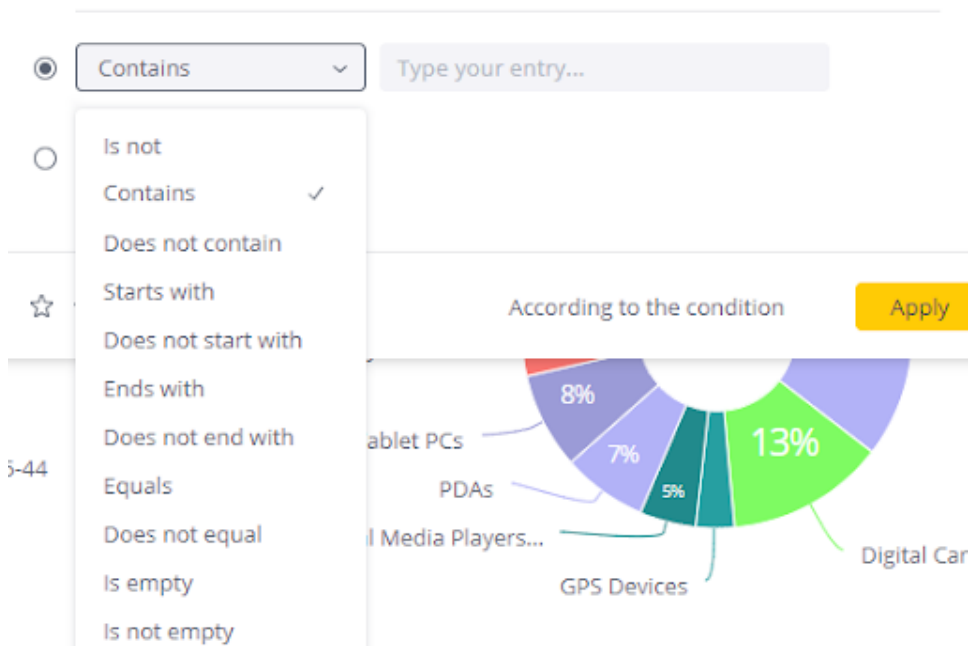 Contains
Type your entry...
Is not
Contains
Does not contain
Starts with
Does not start with
Ends with
Does not end with
Equals
Does not equal
Is empty
Is not empty
According to the condition
Apply
8%
7%
5%
13%
ablet PCs
PDAs
l Media Players...
GPS Devices
Digital Car
5-44